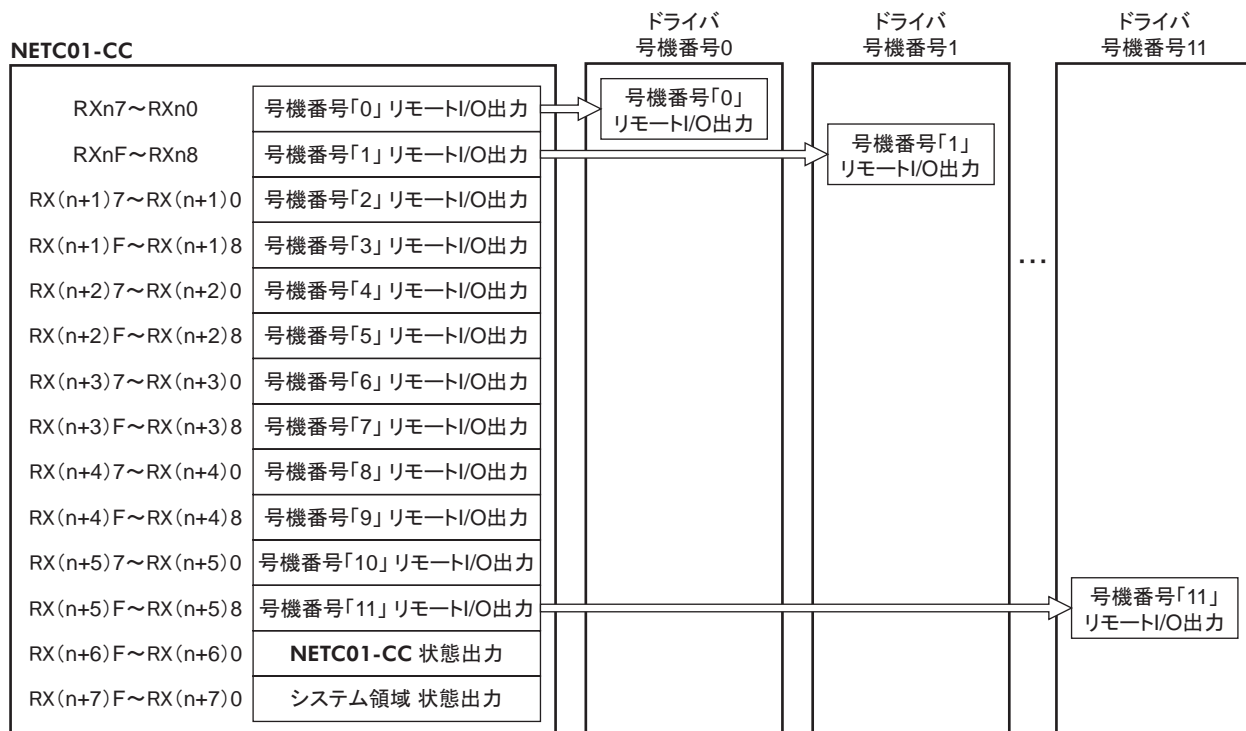 NETC01-CC
ドライバ
号機番号0
ドライバ
号機番号1
ドライバ
号機番号11
RXn7～RXn0
号機番号「0」 リモートI/O出力
号機番号「0」
リモートI/O出力
RXnF～RXn8
号機番号「1」 リモートI/O出力
号機番号「1」
リモートI/O出力
RX(n+1)7～RX(n+1)0
号機番号「2」 リモートI/O出力
RX(n+1)F～RX(n+1)8
号機番号「3」 リモートI/O出力
…
RX(n+2)7～RX(n+2)0
号機番号「4」 リモートI/O出力
RX(n+2)F～RX(n+2)8
号機番号「5」 リモートI/O出力
RX(n+3)7～RX(n+3)0
号機番号「6」 リモートI/O出力
RX(n+3)F～RX(n+3)8
号機番号「7」 リモートI/O出力
RX(n+4)7～RX(n+4)0
号機番号「8」 リモートI/O出力
RX(n+4)F～RX(n+4)8
号機番号「9」 リモートI/O出力
RX(n+5)7～RX(n+5)0
号機番号「10」 リモートI/O出力
RX(n+5)F～RX(n+5)8
号機番号「11」 リモートI/O出力
号機番号「11」
リモートI/O出力
RX(n+6)F～RX(n+6)0
NETC01-CC 状態出力
RX(n+7)F～RX(n+7)0
システム領域 状態出力